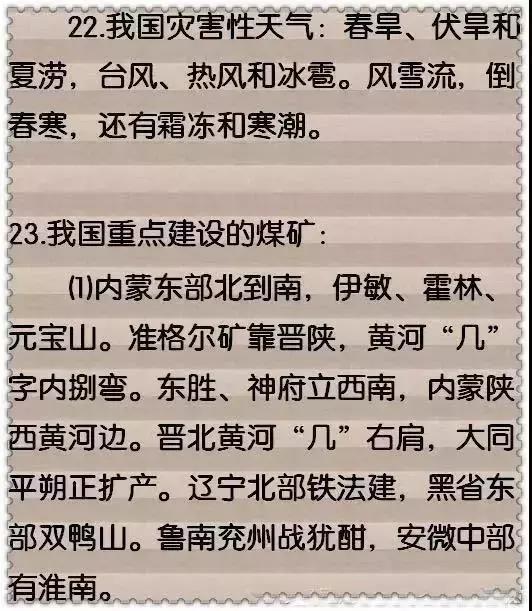 22.我国灾害性天气：春旱、伏旱和
夏涝，台风、热风和冰雹。风雪流，倒
春寒，还有霜冻和寒潮。
23.我国重点建设的煤矿：
⑴内蒙东部北到南，伊敏、霍林、
元宝山。准格尔矿靠晋陕，黄河“几”
字内捌弯。东胜、神府立西南，内蒙陕
西黄河边。晋北黄河“几”右肩，大同
平朔正扩产。辽宁北部铁法建，黑省东
部双鸭山。鲁南兖州战犹酣，安微中部
有淮南。